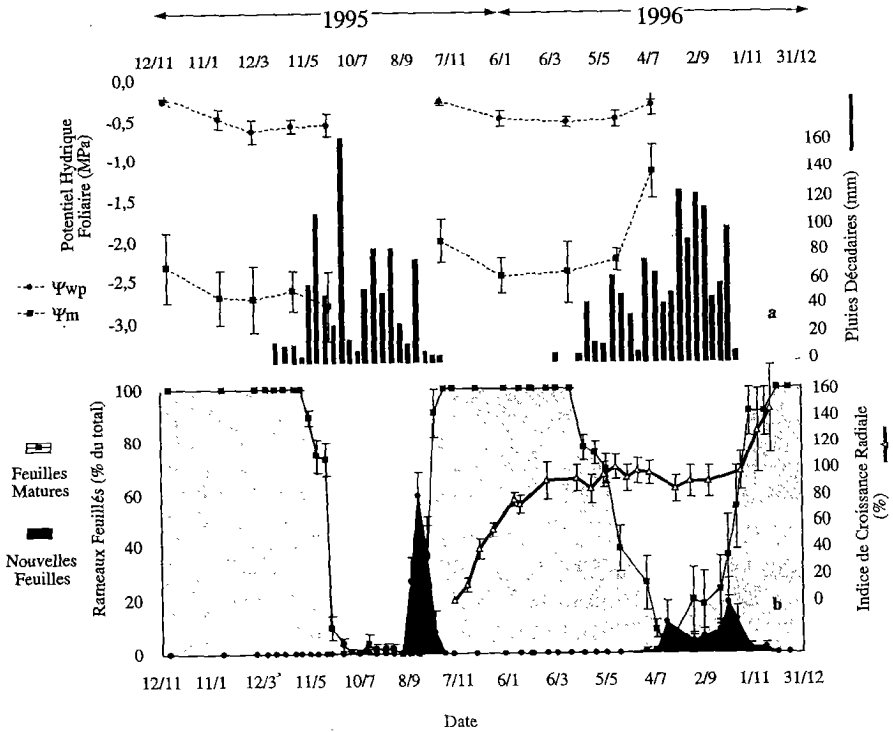 1995 1996
12/11 11/1 12/3 11/5 10/7 8/9 7/11 6/1 6/3 5/5 4/7 2/9 1/11 31/12
Potentiel Hydrique
Foliaire (MPa)
0,0
-0,5
-1,0
-1,5
-2,0
-2,5
-3,0
Ψwp
Ψm
160
140
120
100
80
60
40
20
0
Pluies Décadaires (mm)
a
Feuilles
Matures
Nouvelles
Feuilles
Rameaux Feuillés (% du total)
100
80
60
40
20
0
160
140
120
100
80
60
40
20
0
Indice de Croissance Radiale
(%)
b
12/11 11/1 12/3 11/5 10/7 8/9 7/11 6/1 6/3 5/5 4/7 2/9 1/11 31/12
Date